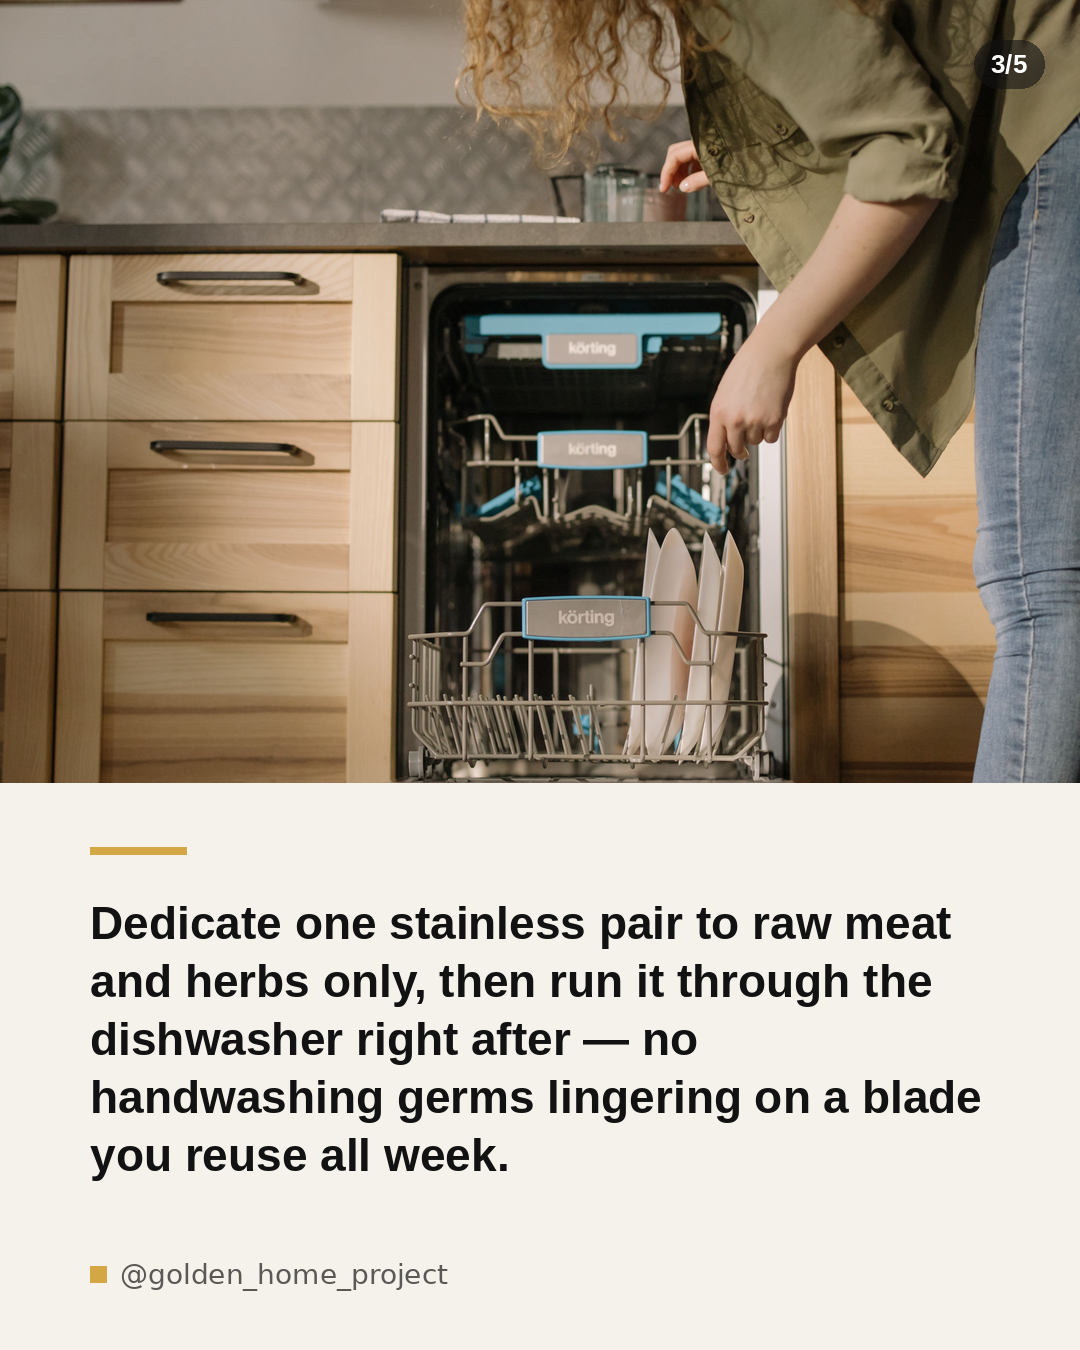 3/5
körting
körting
körting
Dedicate one stainless pair to raw meat
and herbs only, then run it through the
dishwasher right after — no
handwashing germs lingering on a blade
you reuse all week.
@golden_home_project